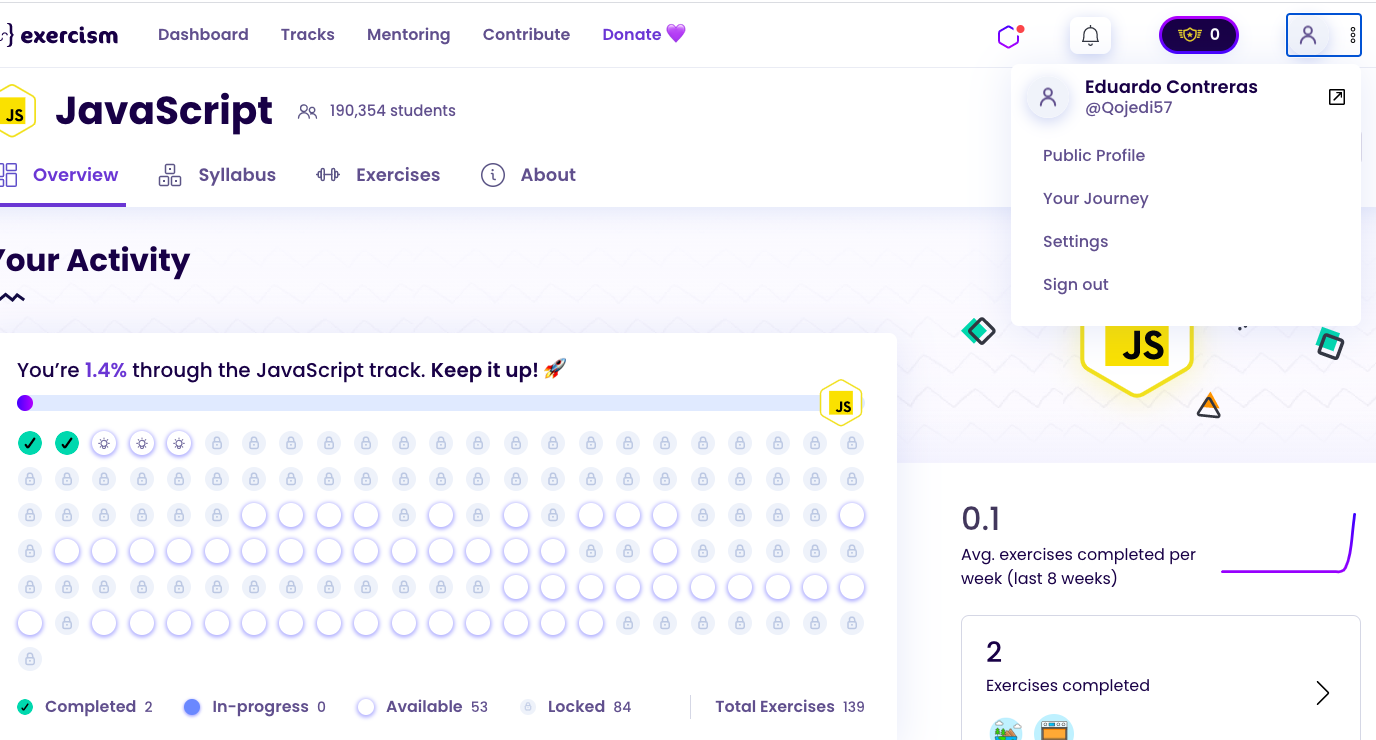 exercism Dashboard Tracks Mentoring Contribute Donate 💜 0
Eduardo Contreras
@Qojedi57
Public Profile
Your Journey
Settings
Sign out
JS JavaScript 190,354 students
Overview Syllabus Exercises About
Your Activity
JS
You’re 1.4% through the JavaScript track. Keep it up! 🚀
JS
Completed 2 In-progress 0 Available 53 Locked 84 Total Exercises 139
0.1
Avg. exercises completed per
week (last 8 weeks)
2
Exercises completed